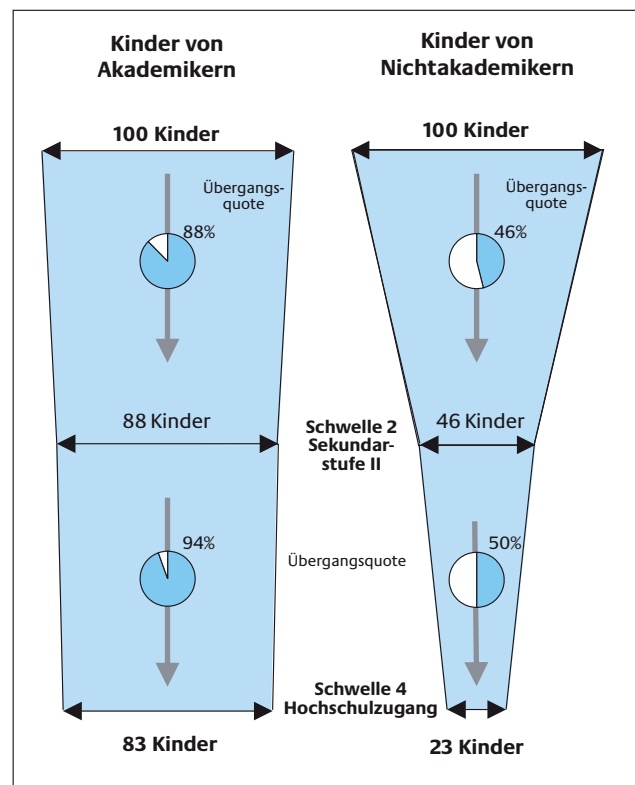 Kinder von
Akademikern
Kinder von
Nichtakademikern
100 Kinder
100 Kinder
Übergangs-
quote
88%
Übergangs-
quote
46%
88 Kinder
Schwelle 2
Sekundar-
stufe II
46 Kinder
94%
Übergangsquote
50%
Schwelle 4
Hochschulzugang
83 Kinder
23 Kinder